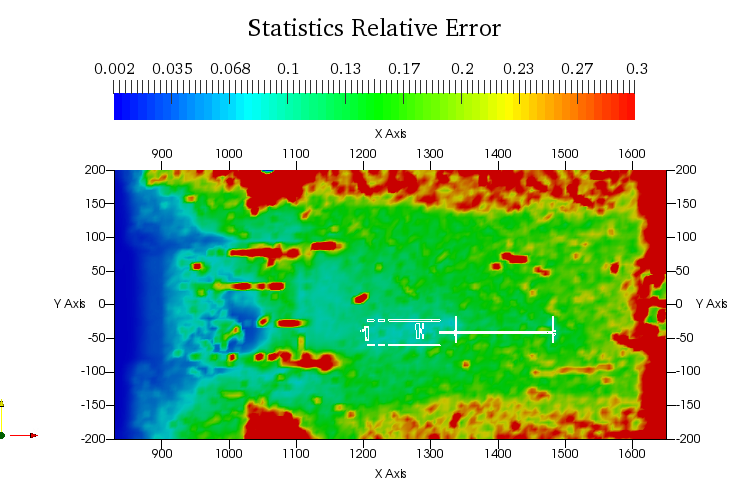 Statistics Relative Error
0.002 0.035 0.068 0.1 0.13 0.17 0.2 0.23 0.27 0.3
X Axis
900 1000 1100 1200 1300 1400 1500 1600
200 200
150 150
100 100
50 50
Y Axis 0 0 Y Axis
-50 -50
-100 -100
-150 -150
-200 -200
900 1000 1100 1200 1300 1400 1500 1600
X Axis